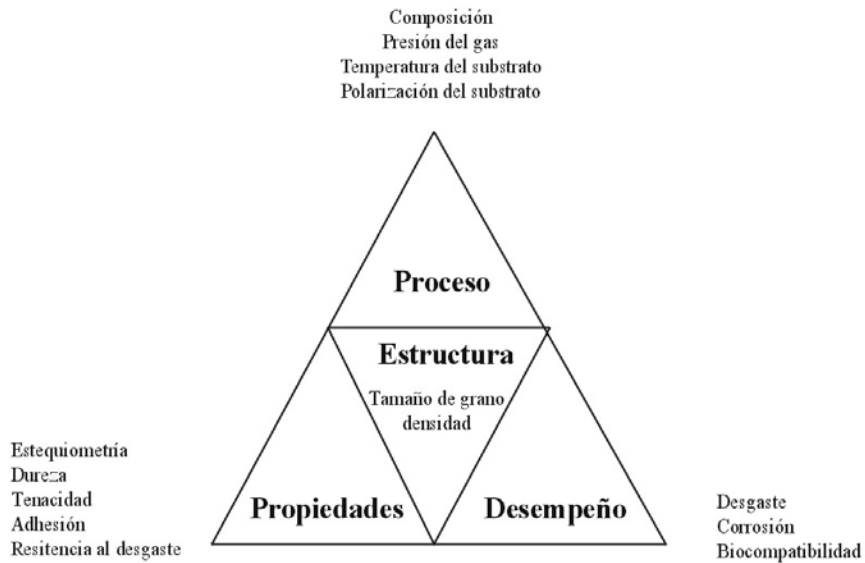 Composición
Presión del gas
Temperatura del substrato
Polarización del substrato
Proceso
Estructura
Tamaño de grano
densidad
Estequiometría
Dureza
Tenacidad
Adhesión
Resitencia al desgaste
Propiedades
Desempeño
Desgaste
Corrosión
Biocompatibilidad